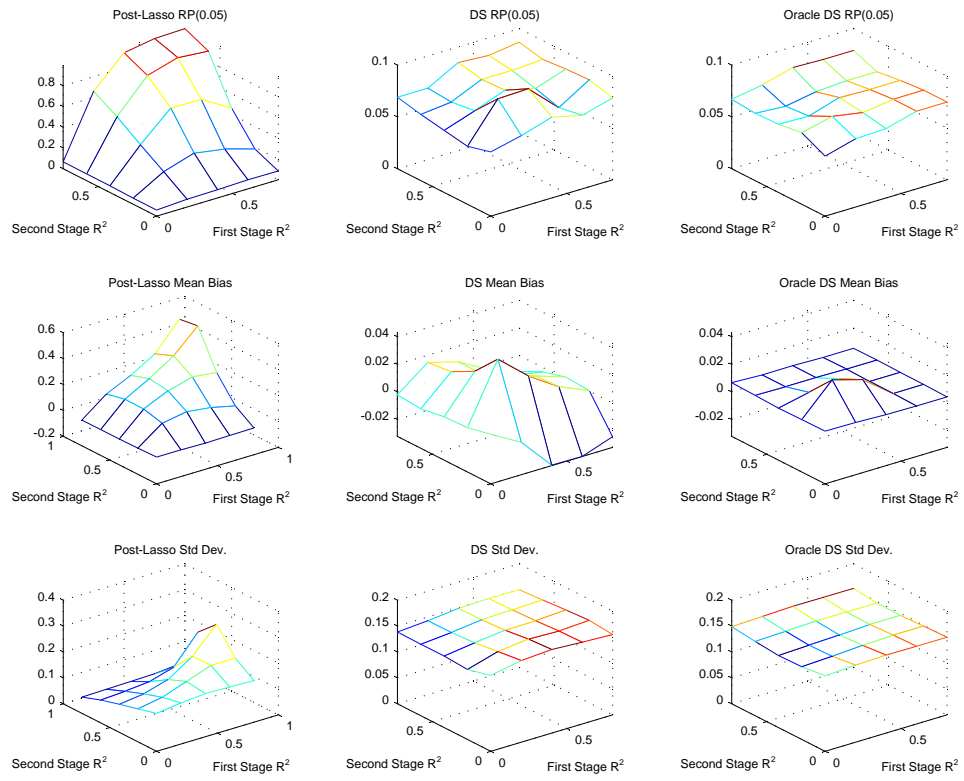 Post-Lasso RP(0.05)
0.8
0.6
0.4
0.2
0
0.5
0
0
0.5
Second Stage R²
First Stage R²
DS RP(0.05)
0.1
0.05
0
0.5
0
0
0.5
Second Stage R²
First Stage R²
Oracle DS RP(0.05)
0.1
0.05
0
0.5
0
0
0.5
Second Stage R²
First Stage R²
Post-Lasso Mean Bias
0.6
0.4
0.2
0
-0.2
1
0.5
0
0
0.5
1
Second Stage R²
First Stage R²
DS Mean Bias
0.04
0.02
0
-0.02
0.5
0
0
0.5
Second Stage R²
First Stage R²
Oracle DS Mean Bias
0.04
0.02
0
-0.02
0.5
0
0
0.5
Second Stage R²
First Stage R²
Post-Lasso Std Dev.
0.4
0.3
0.2
0.1
0
1
0.5
0
0
0.5
1
Second Stage R²
First Stage R²
DS Std Dev.
0.2
0.15
0.1
0.05
0
0.5
0
0
0.5
Second Stage R²
First Stage R²
Oracle DS Std Dev.
0.2
0.15
0.1
0.05
0
0.5
0
0
0.5
Second Stage R²
First Stage R²